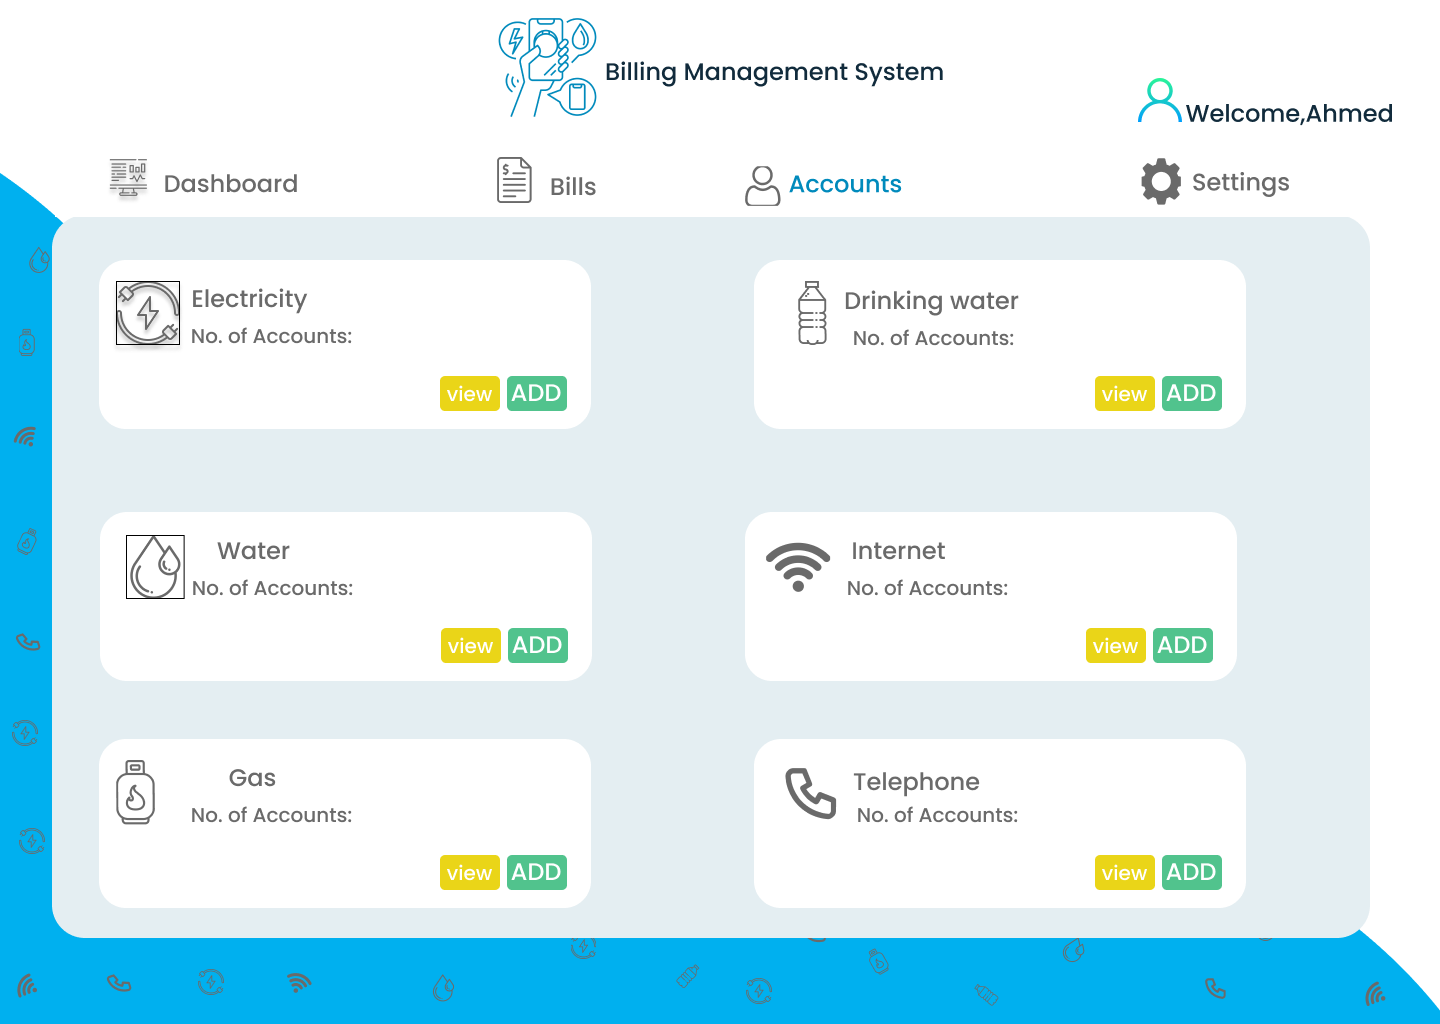 Billing Management System
Welcome,Ahmed
Dashboard
Bills
Accounts
Settings
Electricity
No. of Accounts:
view
ADD
Drinking water
No. of Accounts:
view
ADD
Water
No. of Accounts:
view
ADD
Internet
No. of Accounts:
view
ADD
Gas
No. of Accounts:
view
ADD
Telephone
No. of Accounts:
view
ADD